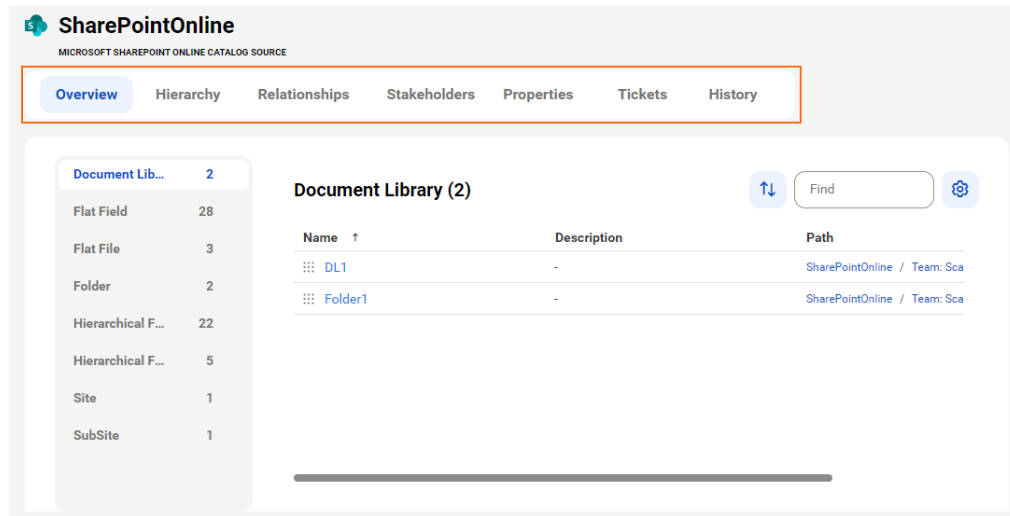 SharePointOnline
MICROSOFT SHAREPOINT ONLINE CATALOG SOURCE
Overview Hierarchy Relationships Stakeholders Properties Tickets History
Document Lib... 2
Flat Field 28
Flat File 3
Folder 2
Hierarchical F... 22
Hierarchical F... 5
Site 1
SubSite 1
Document Library (2)
Find
Name ↑ Description Path
DL1 - SharePointOnline / Team: Sca
Folder1 - SharePointOnline / Team: Sca